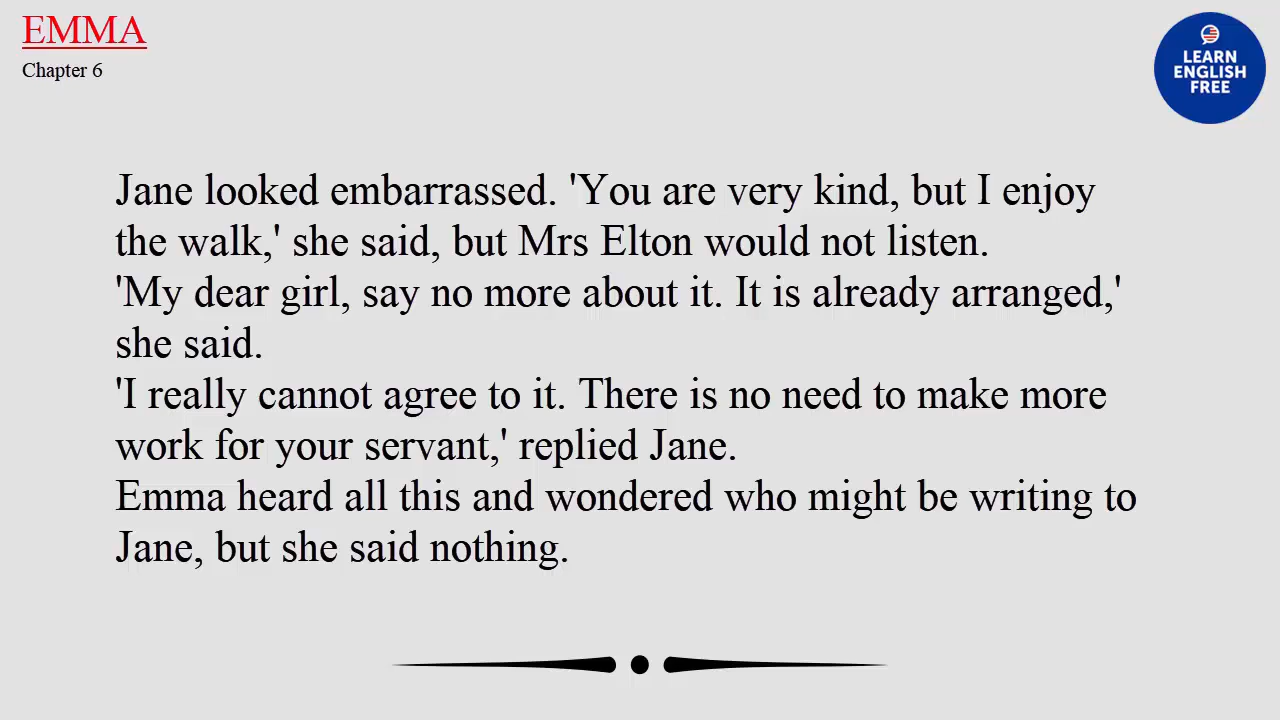 EMMA
Chapter 6
LEARN
ENGLISH
FREE
Jane looked embarrassed. 'You are very kind, but I enjoy
the walk,' she said, but Mrs Elton would not listen.
'My dear girl, say no more about it. It is already arranged,'
she said.
'I really cannot agree to it. There is no need to make more
work for your servant,' replied Jane.
Emma heard all this and wondered who might be writing to
Jane, but she said nothing.